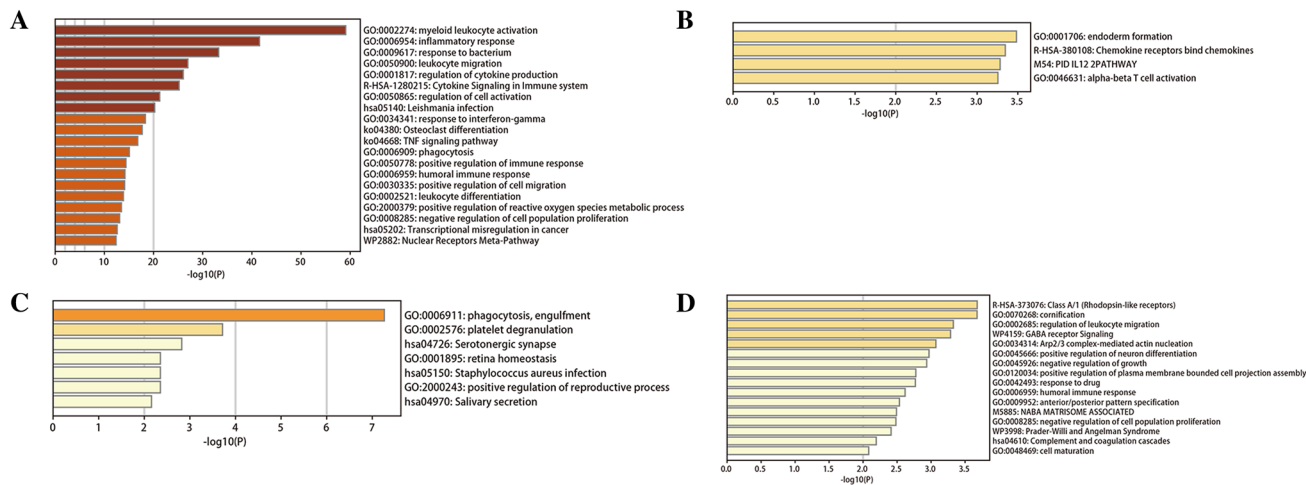 A
GO:0002274: myeloid leukocyte activation
GO:0006954: inflammatory response
GO:0009617: response to bacterium
GO:0050900: leukocyte migration
GO:0001817: regulation of cytokine production
R-HSA-1280215: Cytokine Signaling in Immune system
GO:0050865: regulation of cell activation
hsa05140: Leishmania infection
GO:0034341: response to interferon-gamma
ko04380: Osteoclast differentiation
ko04668: TNF signaling pathway
GO:0006909: phagocytosis
GO:0050778: positive regulation of immune response
GO:0006959: humoral immune response
GO:0030335: positive regulation of cell migration
GO:0002521: leukocyte differentiation
GO:2000379: positive regulation of reactive oxygen species metabolic process
GO:0008285: negative regulation of cell population proliferation
hsa05202: Transcriptional misregulation in cancer
WP2882: Nuclear Receptors Meta-Pathway
0 10 20 30 40 50 60
-log10(P)
B
GO:0001706: endoderm formation
R-HSA-380108: Chemokine receptors bind chemokines
M54: PID IL12 2PATHWAY
GO:0046631: alpha-beta T cell activation
0.0 0.5 1.0 1.5 2.0 2.5 3.0 3.5
-log10(P)
C
GO:0006911: phagocytosis, engulfment
GO:0002576: platelet degranulation
hsa04726: Serotonergic synapse
GO:0001895: retina homeostasis
hsa05150: Staphylococcus aureus infection
GO:2000243: positive regulation of reproductive process
hsa04970: Salivary secretion
0 1 2 3 4 5 6 7
-log10(P)
D
R-HSA-373076: Class A/1 (Rhodopsin-like receptors)
GO:0070268: cornification
GO:0002685: regulation of leukocyte migration
WP4159: GABA receptor Signaling
GO:0034314: Arp2/3 complex-mediated actin nucleation
GO:0045666: positive regulation of neuron differentiation
GO:0045926: negative regulation of growth
GO:0120034: positive regulation of plasma membrane bounded cell projection assembly
GO:0042493: response to drug
GO:0006959: humoral immune response
GO:0009952: anterior/posterior pattern specification
M5885: NABA MATRISOME ASSOCIATED
GO:0008285: negative regulation of cell population proliferation
WP3998: Prader-Willi and Angelman Syndrome
hsa04610: Complement and coagulation cascades
GO:0048469: cell maturation
0.0 0.5 1.0 1.5 2.0 2.5 3.0 3.5
-log10(P)